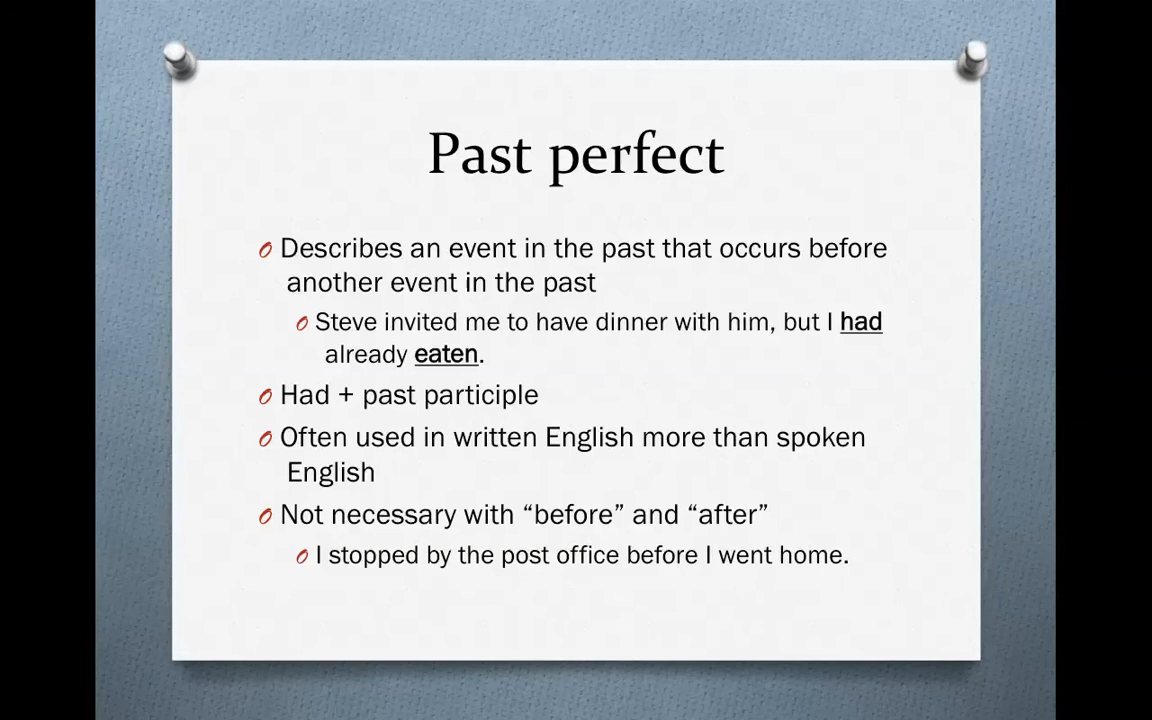 Past perfect
Describes an event in the past that occurs before
another event in the past
Steve invited me to have dinner with him, but I had
already eaten.
Had + past participle
Often used in written English more than spoken
English
Not necessary with “before” and “after”
I stopped by the post office before I went home.